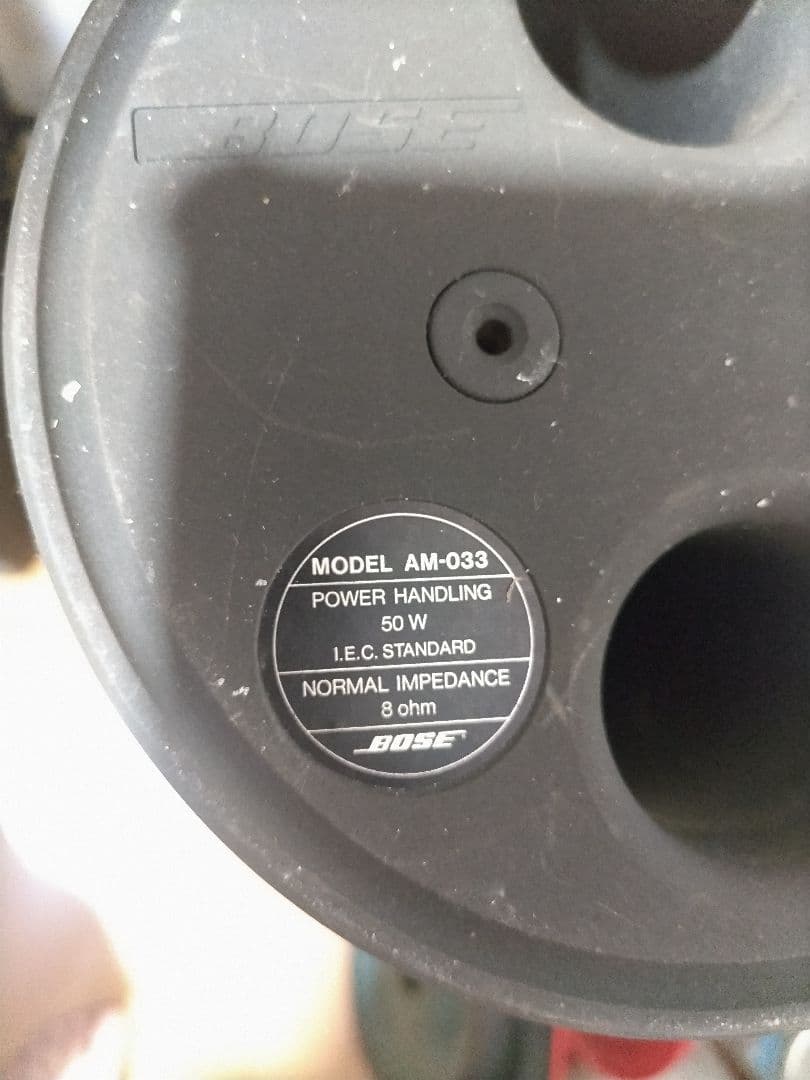 BOSE
MODEL AM-033
POWER HANDLING
50 W
I.E.C. STANDARD
NORMAL IMPEDANCE
8 ohm
BOSE